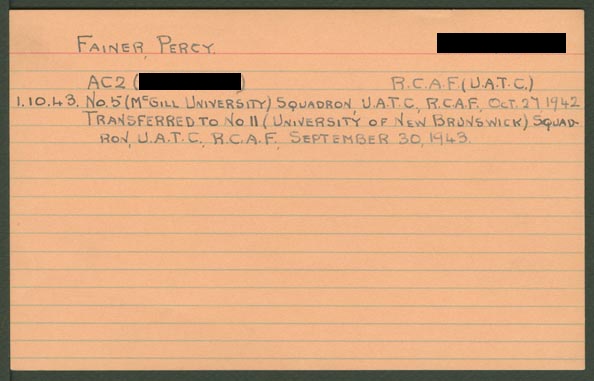 FAINER, PERCY.
AC2 ( ) R.C.A.F. (U.A.T.C.)
1.10.43. No. 5 (McGILL UNIVERSITY) SQUADRON, U.A.T.C., R.C.A.F., OCT. 27 1942
TRANSFERRED TO No 11 (UNIVERSITY OF NEW BRUNSWICK) SQUAD-
RON, U.A.T.C., R.C.A.F., SEPTEMBER 30, 1943.